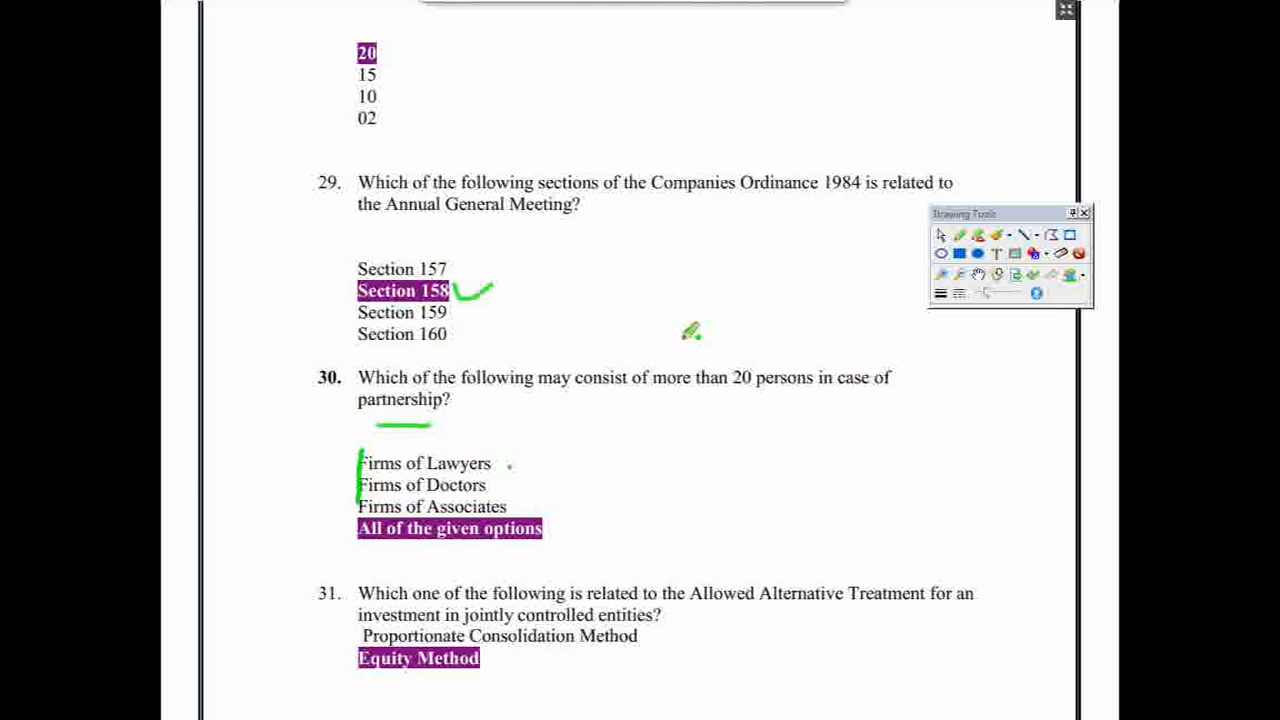 20
15
10
02
29. Which of the following sections of the Companies Ordinance 1984 is related to
the Annual General Meeting?
Drawing Tools
Section 157
Section 158
Section 159
Section 160
30. Which of the following may consist of more than 20 persons in case of
partnership?
Firms of Lawyers
Firms of Doctors
Firms of Associates
All of the given options
31. Which one of the following is related to the Allowed Alternative Treatment for an
investment in jointly controlled entities?
Proportionate Consolidation Method
Equity Method